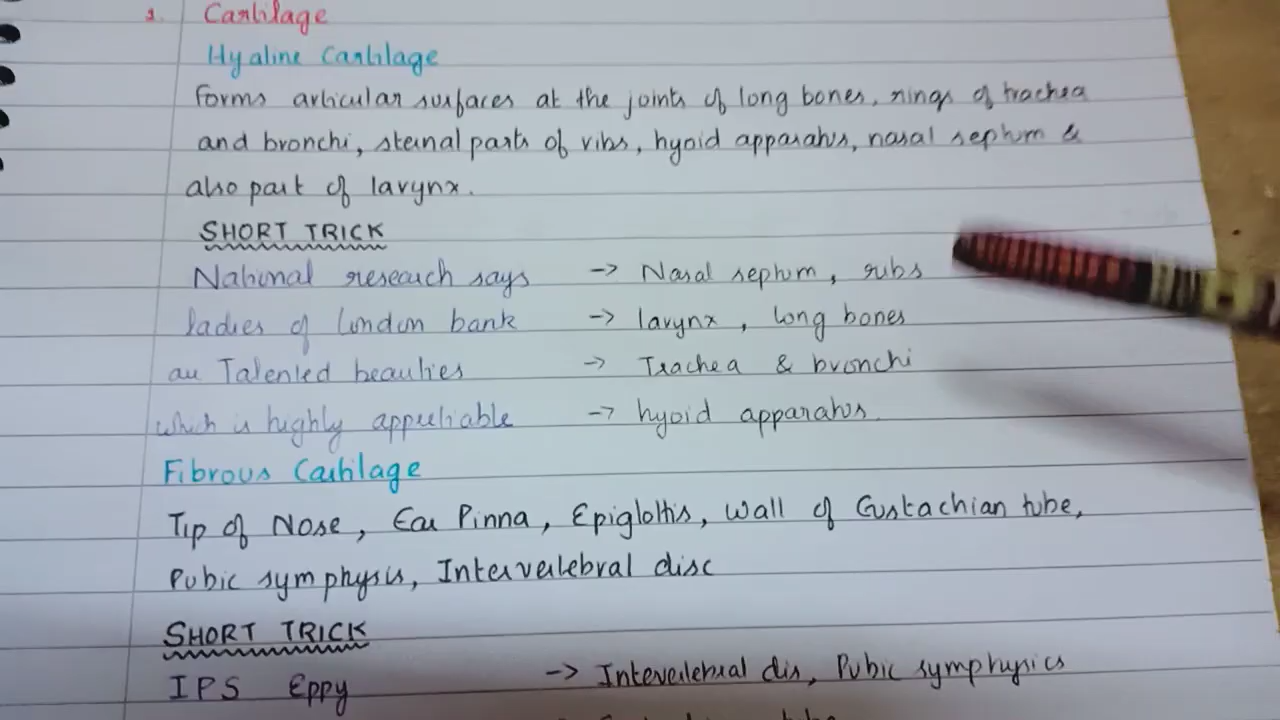 1. Cartilage
Hyaline Cartilage
Forms articular surfaces at the joints of long bones, rings of trachea
and bronchi, sternal parts of ribs, hyoid apparatus, nasal septum &
also part of larynx.
SHORT TRICK
National research says -> Nasal septum, ribs
ladies of London bank -> larynx, long bones
are Talented beauties -> Trachea & bronchi
which is highly appreciable -> hyoid apparatus.
Fibrous Cartilage
Tip of Nose, Ear Pinna, Epiglottis, Wall of Eustachian tube,
Pubic symphysis, Intervertebral disc
SHORT TRICK
IPS Eppy -> Intervertebral dis, Pubic symphysics